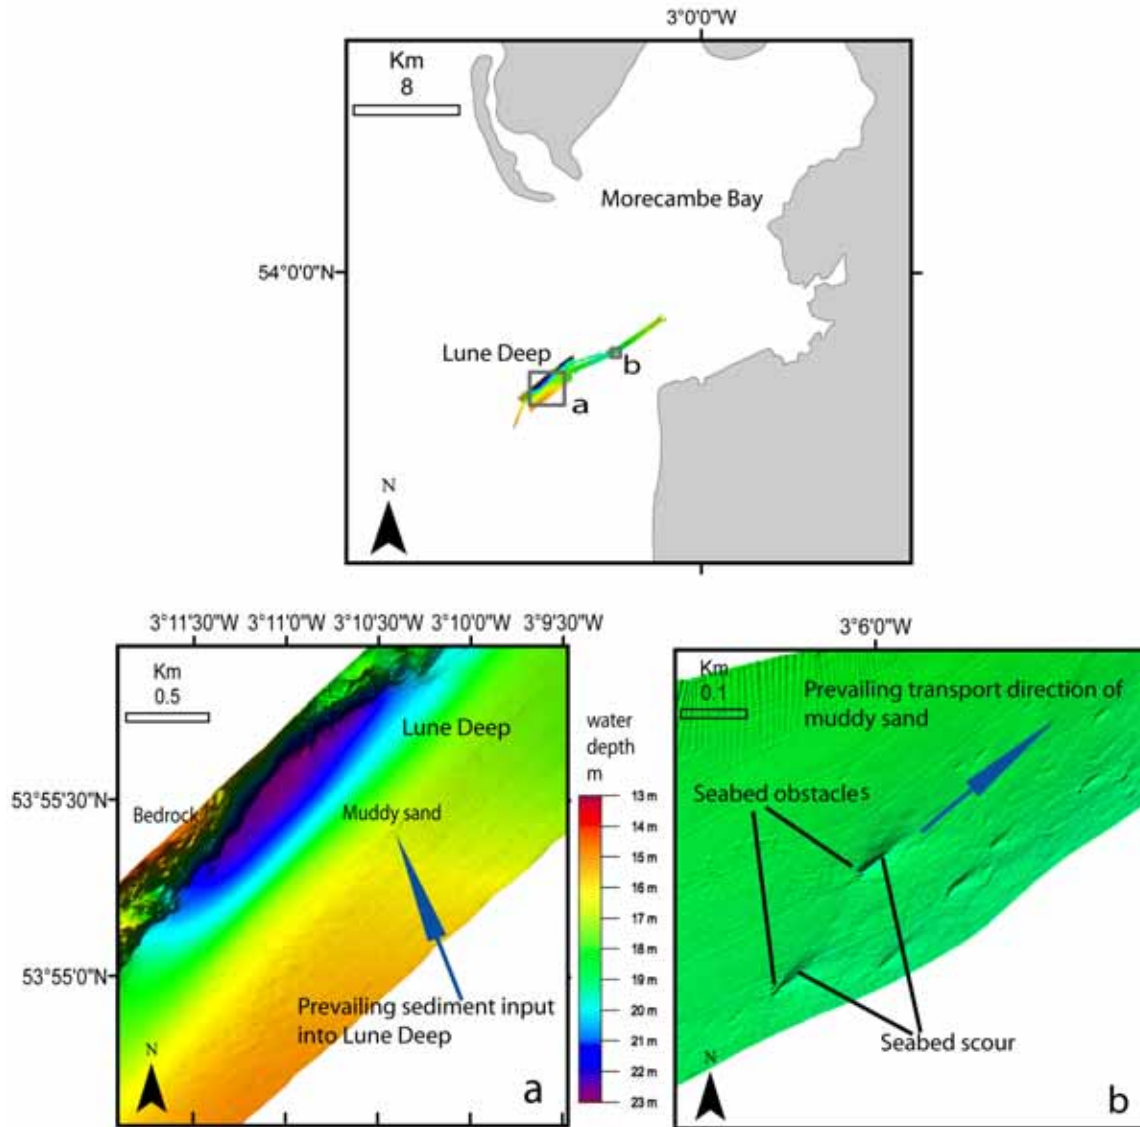 3°0'0"W
Km
8
Morecambe Bay
54°0'0"N
Lune Deep
b
a
N
3°11'30"W 3°11'0"W 3°10'30"W 3°10'0"W 3°9'30"W
Km
0.5
Lune Deep
53°55'30"N
Bedrock
Muddy sand
53°55'0"N
Prevailing sediment input
into Lune Deep
N
a
water
depth
m
13 m
14 m
15 m
16 m
17 m
18 m
19 m
20 m
21 m
22 m
23 m
3°6'0"W
Km
0.1
Prevailing transport direction of
muddy sand
Seabed obstacles
Seabed scour
N
b